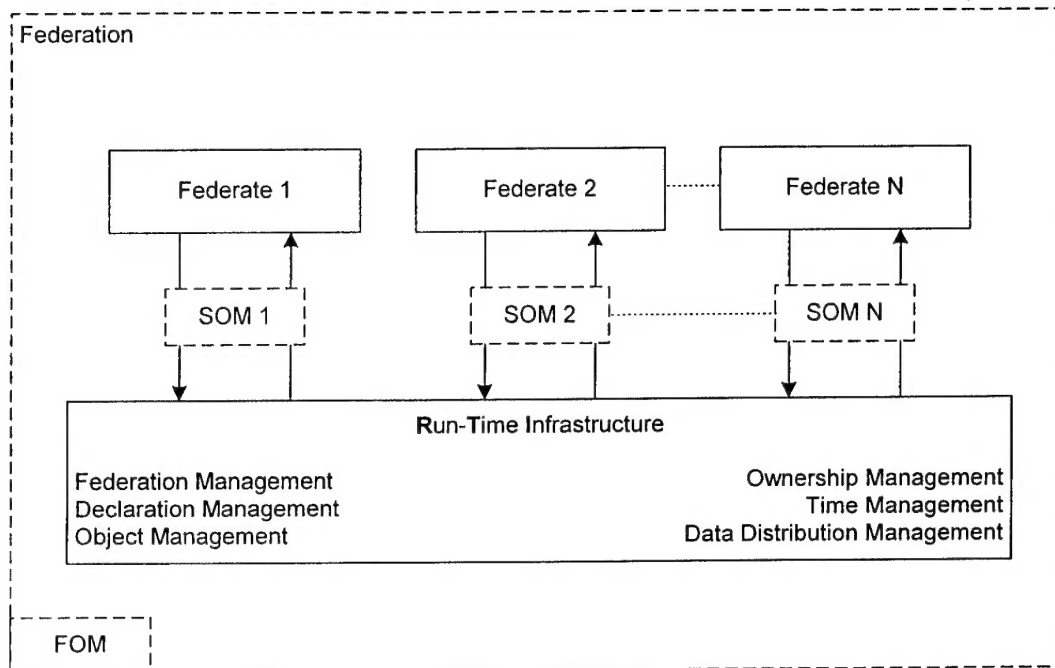 Federation
Federate 1
Federate 2
Federate N
SOM 1
SOM 2
SOM N
Run-Time Infrastructure
Federation Management
Declaration Management
Object Management
Ownership Management
Time Management
Data Distribution Management
FOM